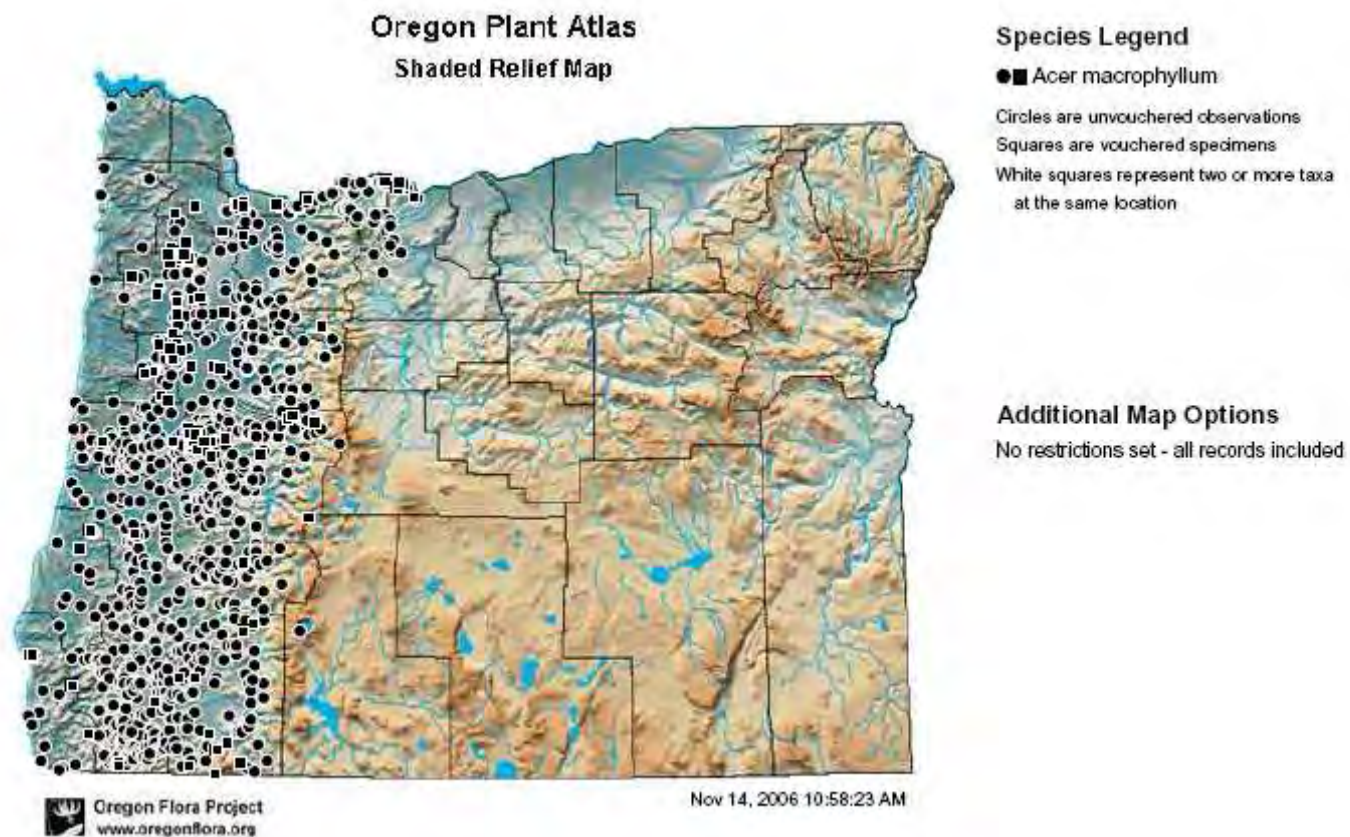 Oregon Plant Atlas
Shaded Relief Map
Species Legend
Acer macrophyllum
Circles are unvouchered observations
Squares are vouchered specimens
White squares represent two or more taxa
at the same location
Additional Map Options
No restrictions set - all records included
Oregon Flora Project
www.oregonflora.org
Nov 14, 2006 10:58:23 AM